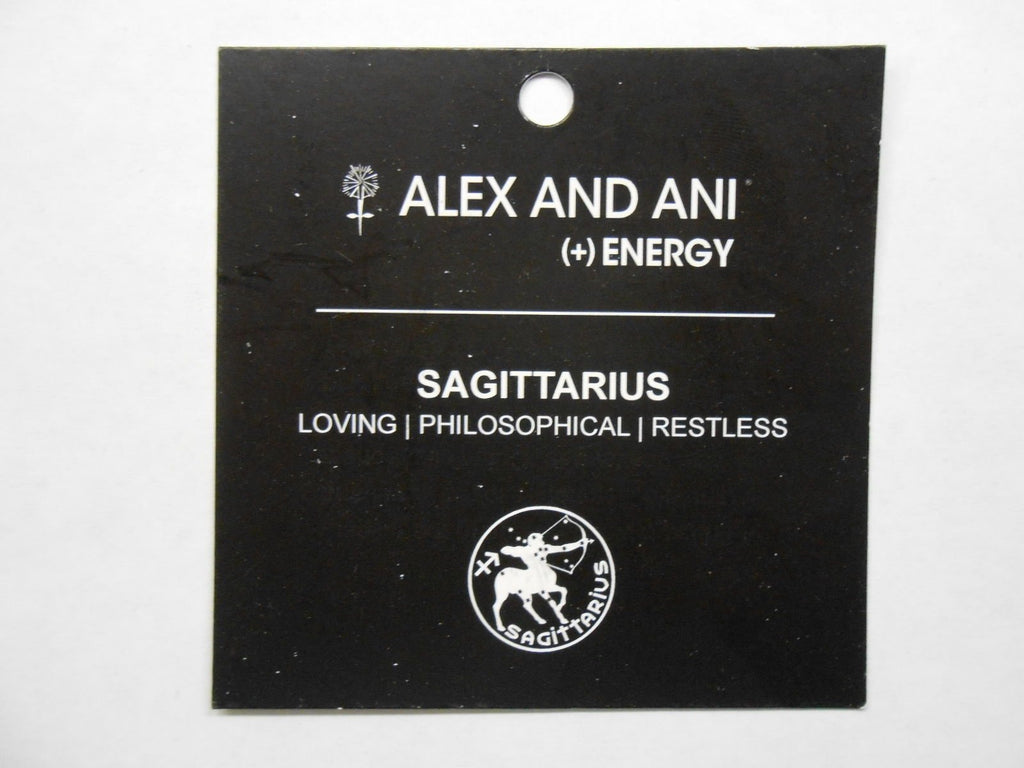 ALEX AND ANI®
(+) ENERGY
SAGITTARIUS
LOVING | PHILOSOPHICAL | RESTLESS
SAGITTARIUS